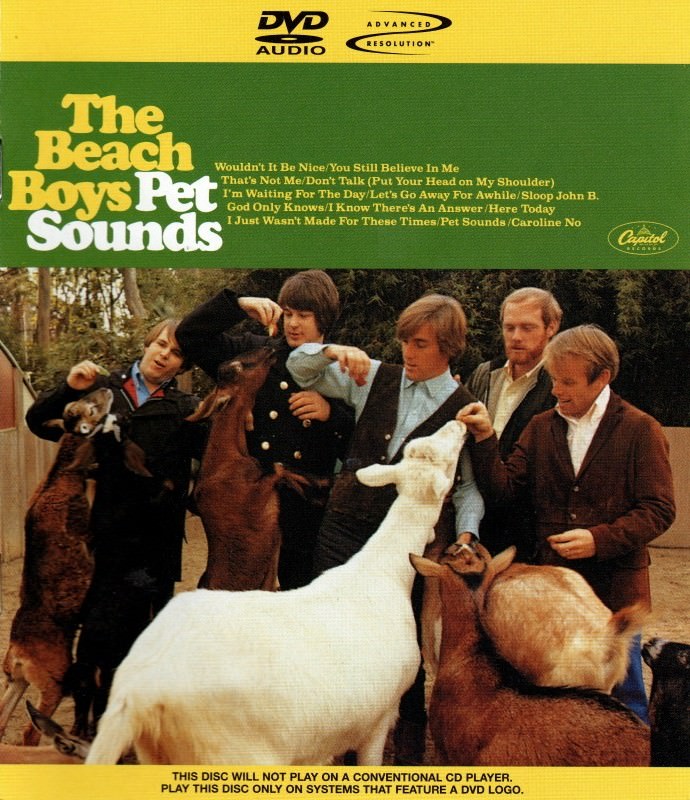 DVD
AUDIO
ADVANCED
RESOLUTION™
The
Beach
Boys Pet
Sounds
Wouldn't It Be Nice/You Still Believe In Me
That's Not Me/Don't Talk (Put Your Head on My Shoulder)
I'm Waiting For The Day/Let's Go Away For Awhile/Sloop John B.
God Only Knows/I Know There's An Answer/Here Today
I Just Wasn't Made For These Times/Pet Sounds/Caroline No
Capitol
RECORDS
THIS DISC WILL NOT PLAY ON A CONVENTIONAL CD PLAYER.
PLAY THIS DISC ONLY ON SYSTEMS THAT FEATURE A DVD LOGO.